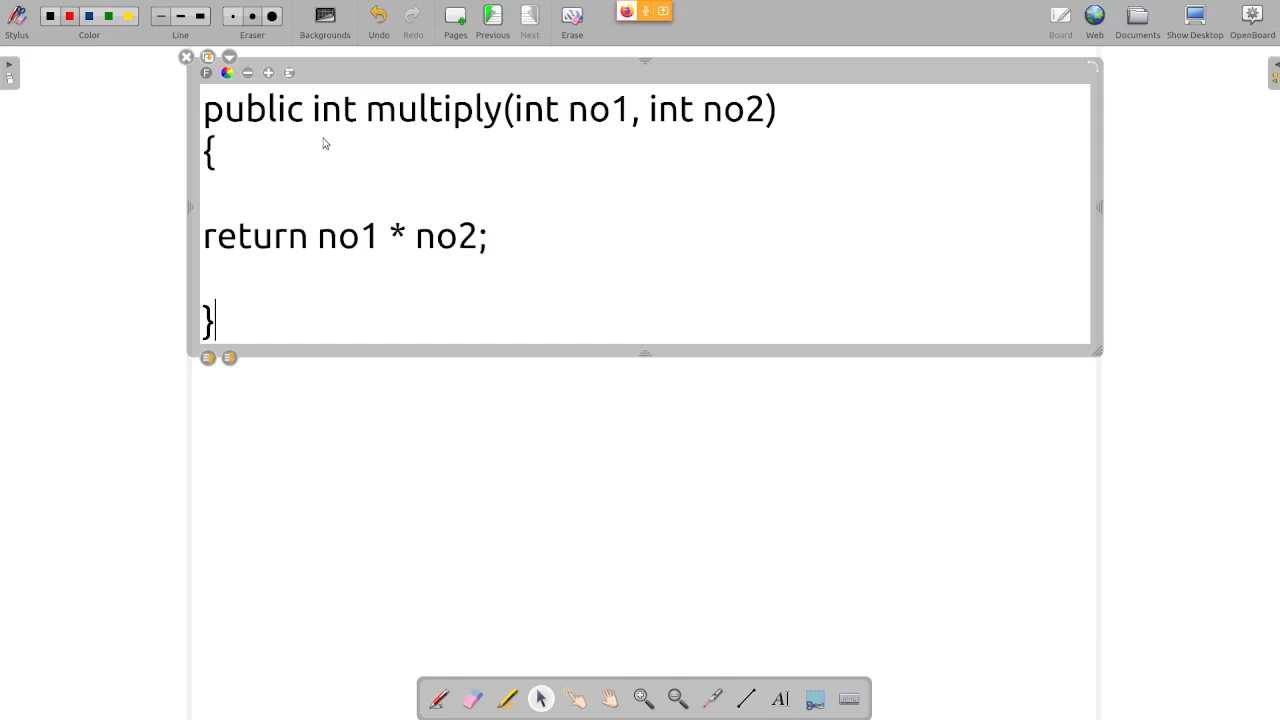 Stylus
Color
Line
Eraser
Backgrounds
Undo
Redo
Pages
Previous
Next
Erase
Board
Web
Documents
Show Desktop
OpenBoard
public int multiply(int no1, int no2)
{
return no1 * no2;
}